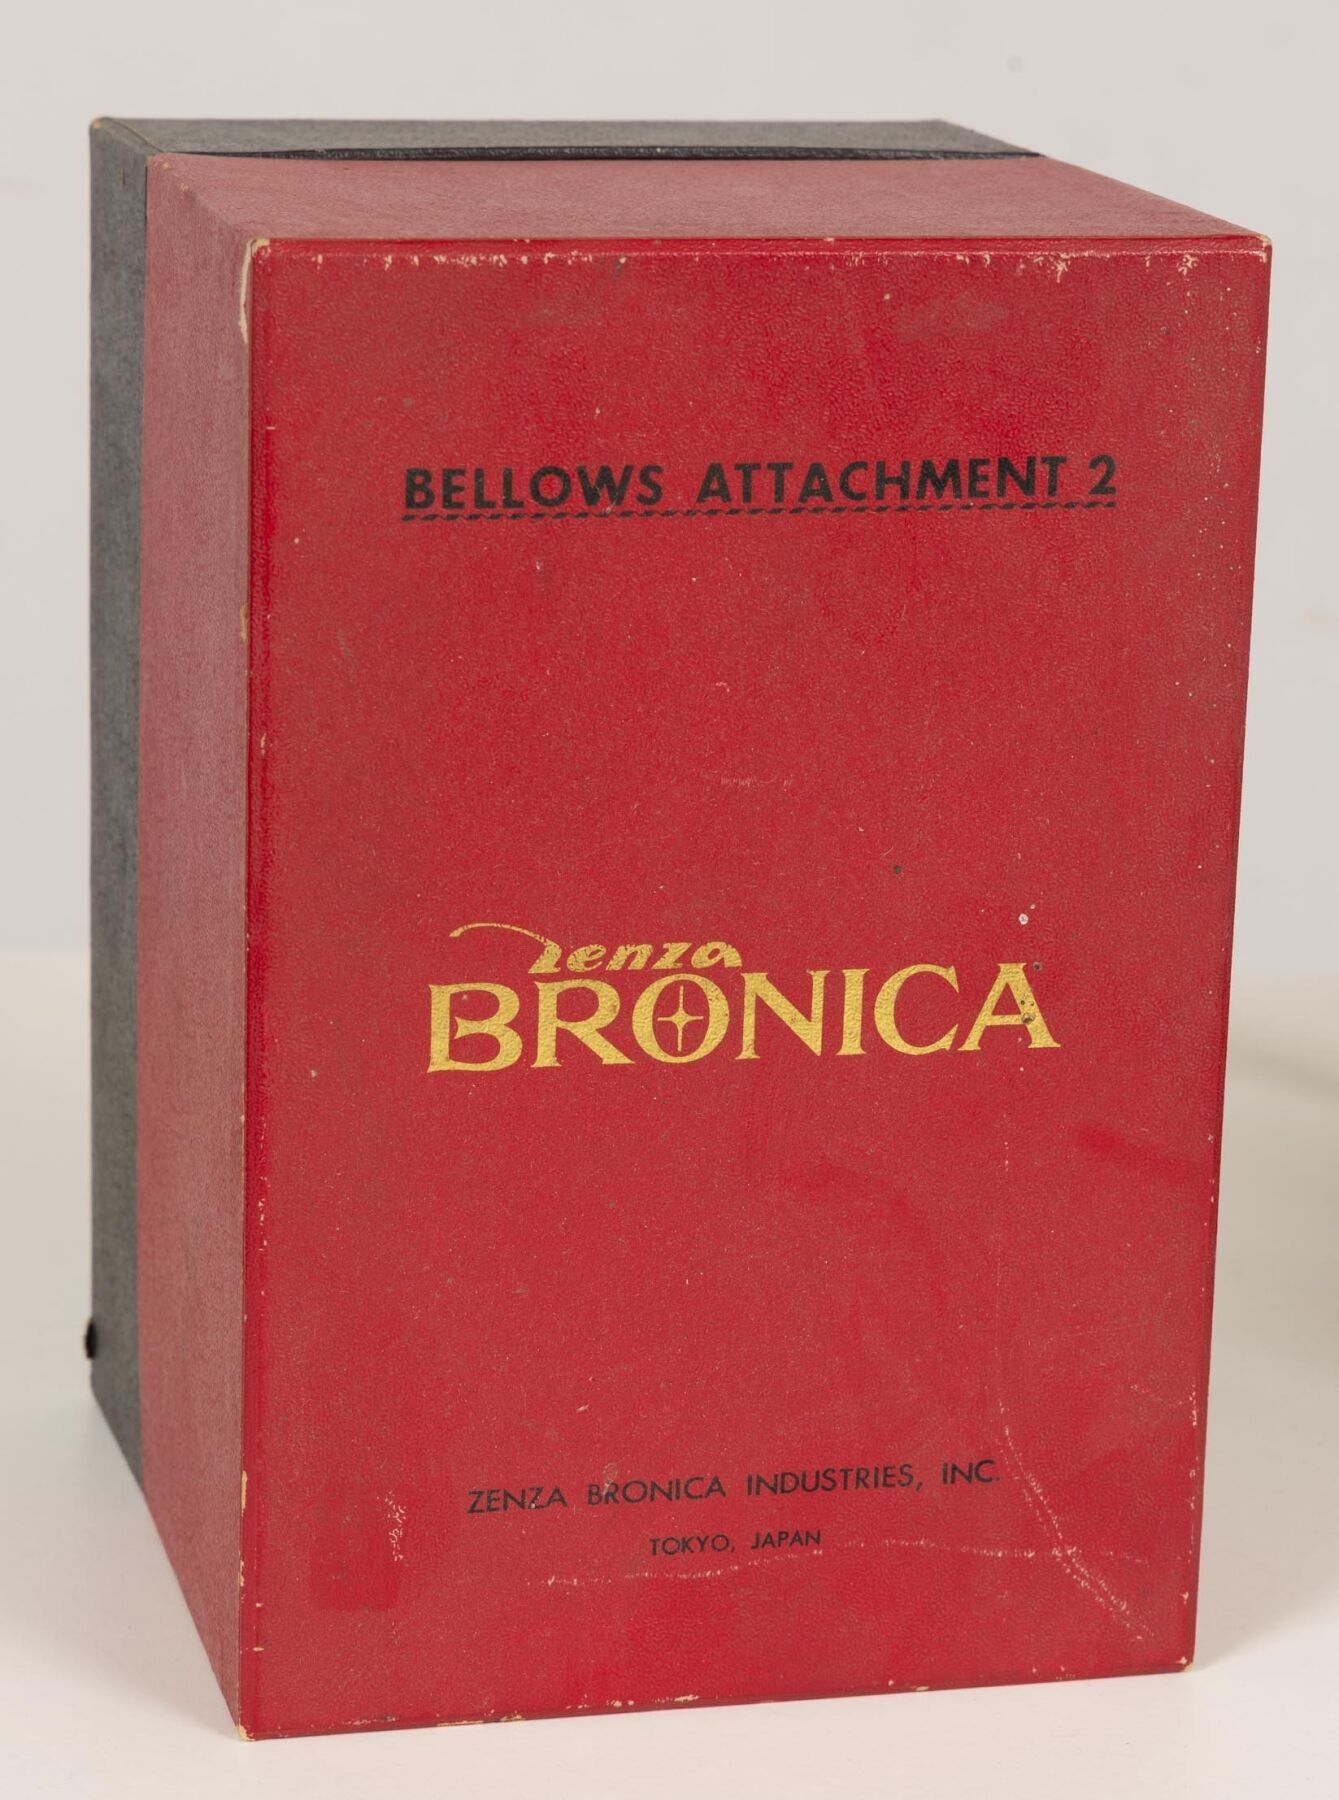 BELLOWS ATTACHMENT 2
Zenza
BRONICA
ZENZA BRONICA INDUSTRIES, INC.
TOKYO, JAPAN